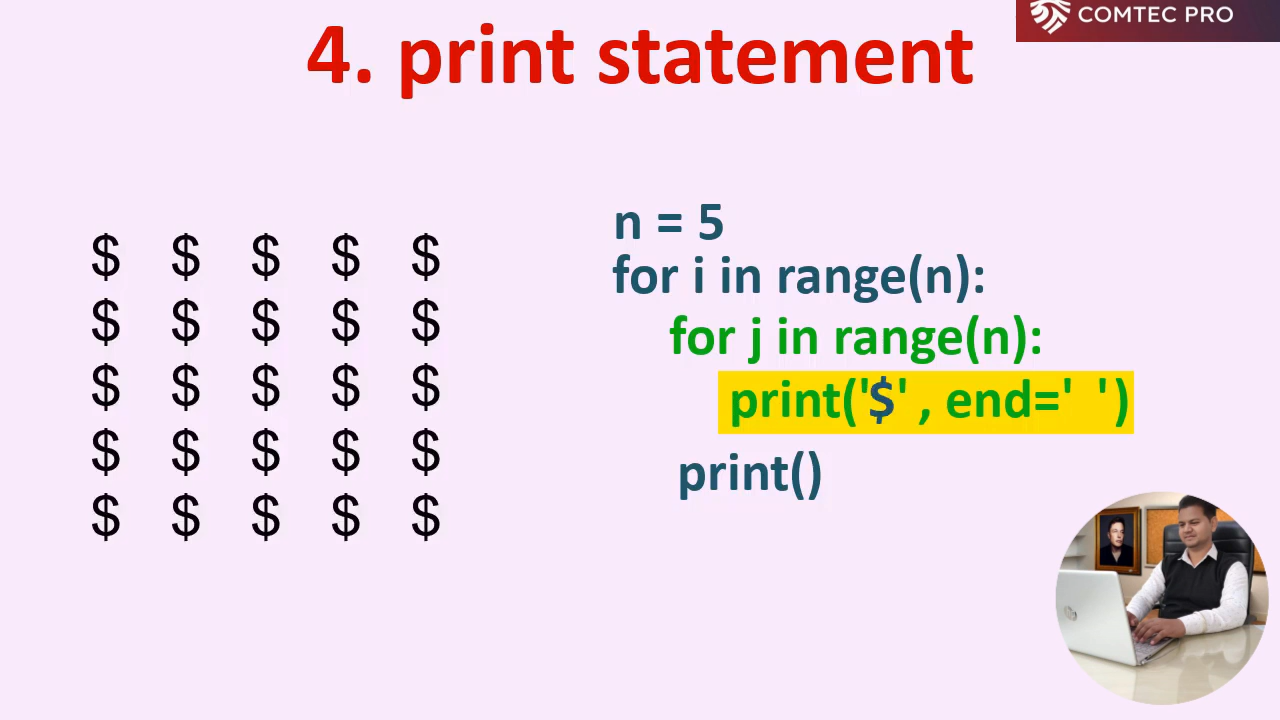 COMTEC PRO
4. print statement
$ $ $ $ $
$ $ $ $ $
$ $ $ $ $
$ $ $ $ $
$ $ $ $ $
n = 5
for i in range(n):
for j in range(n):
print('$' , end=' ')
print()